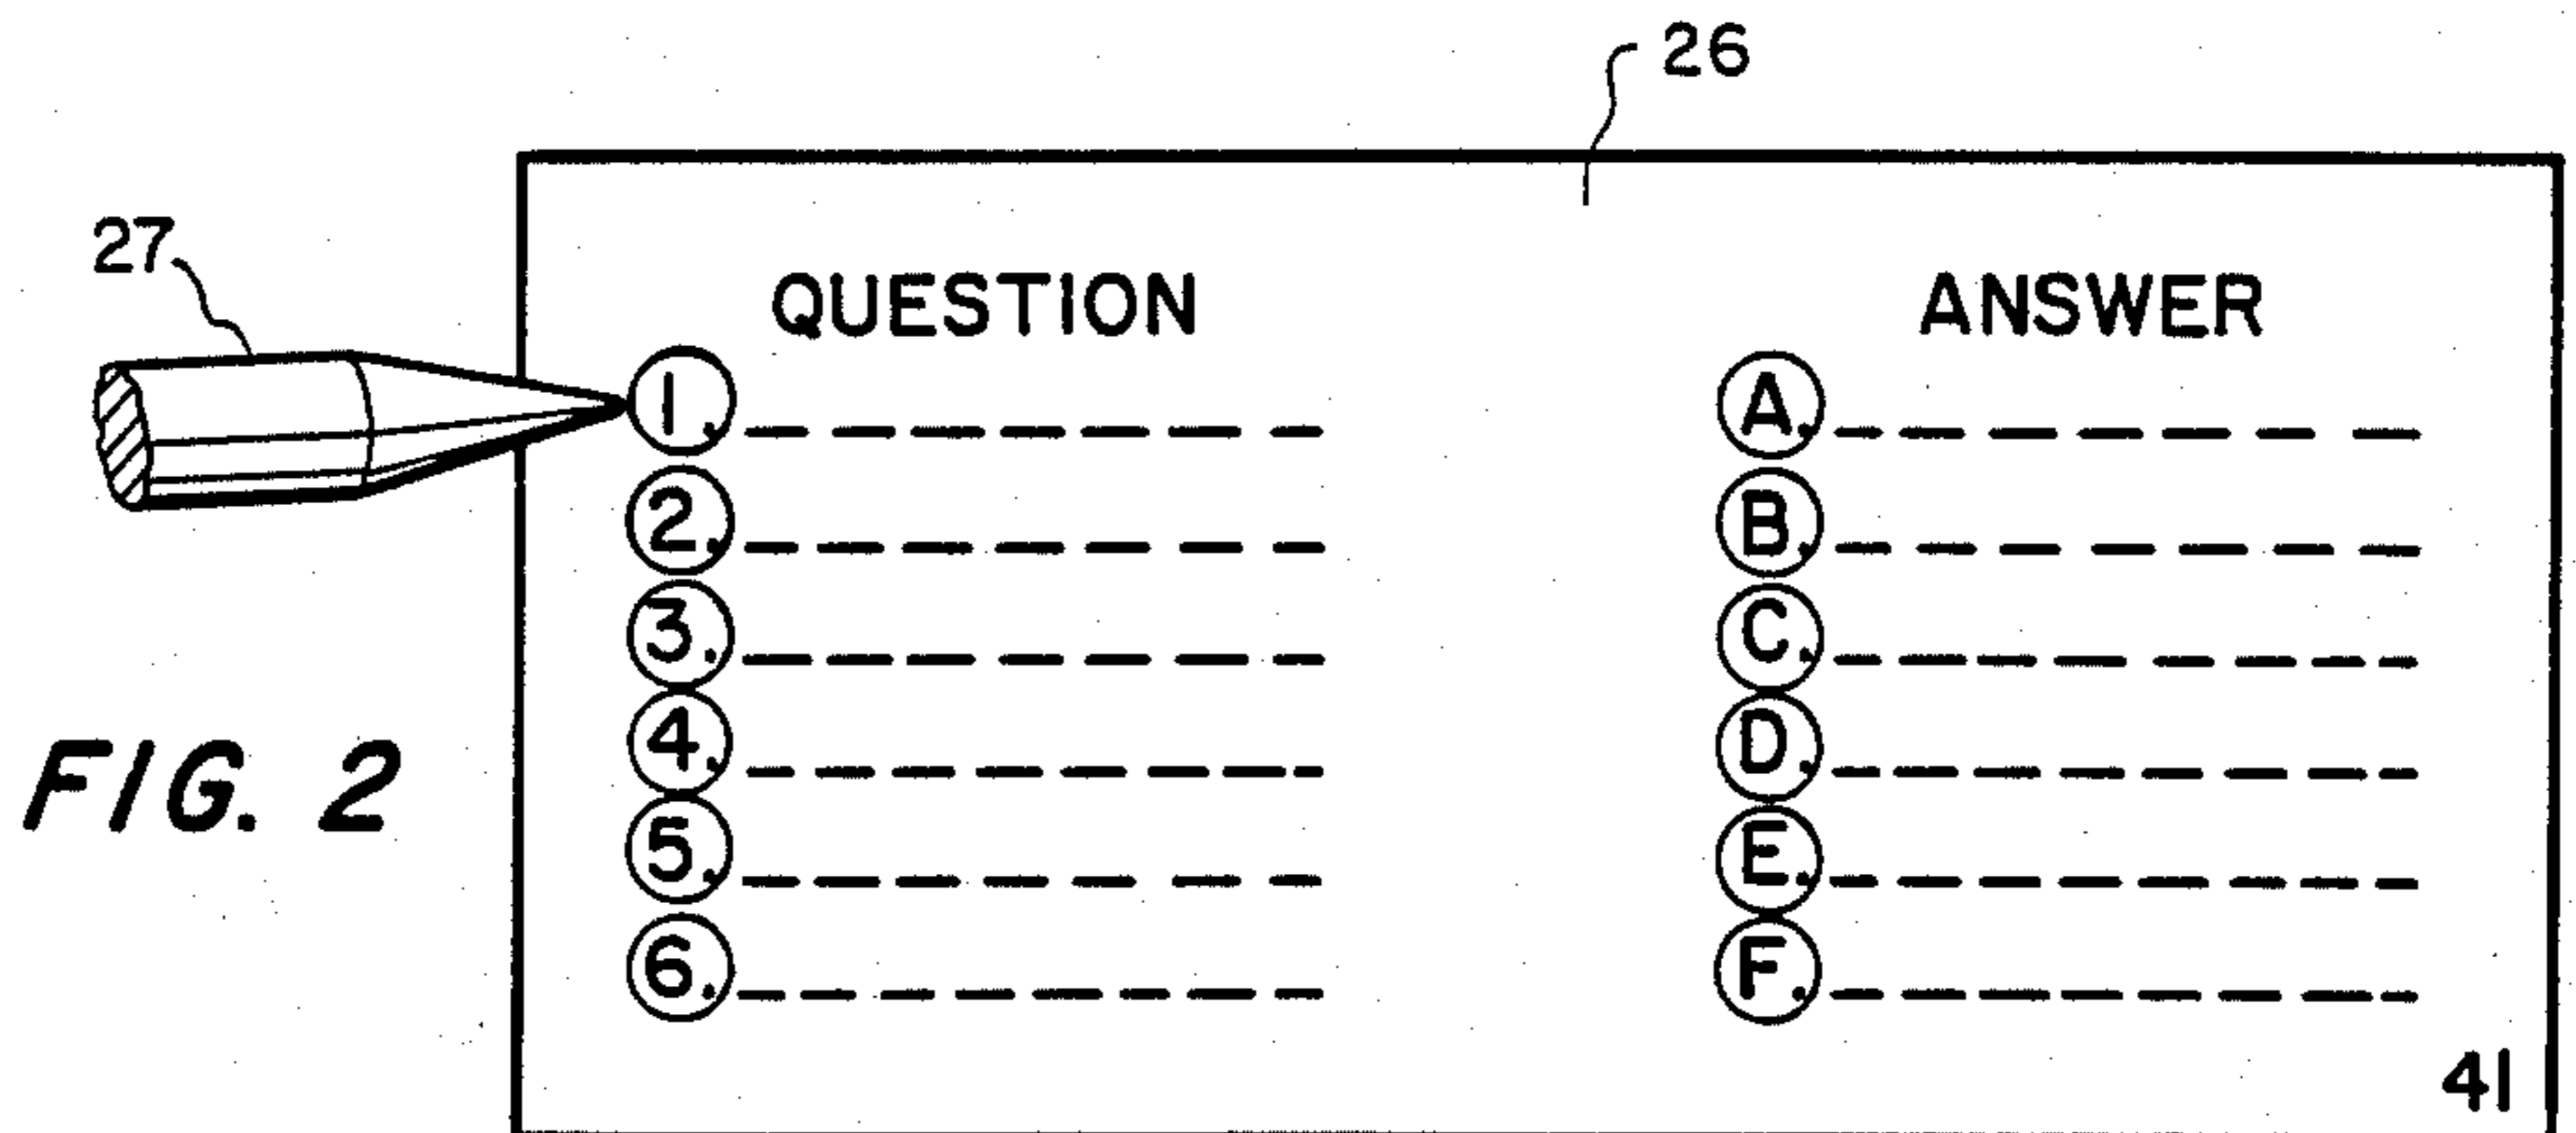 26
27
QUESTION ANSWER
1. A.
2. B.
3. C.
4. D.
5. E.
6. F.
FIG. 2
41